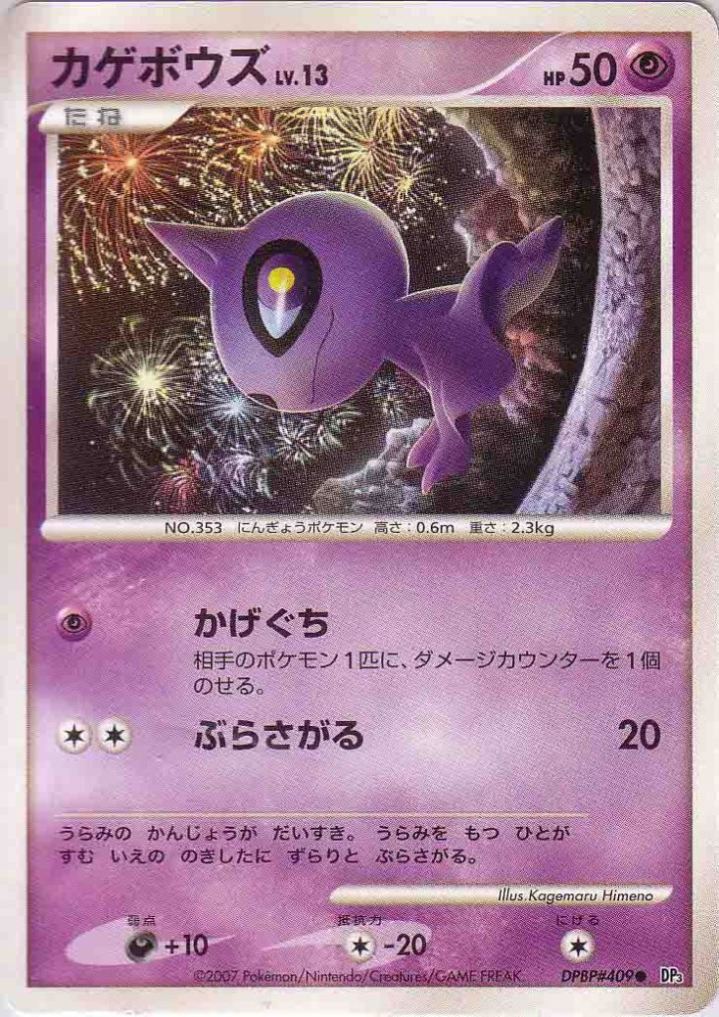 カゲボウズ LV.13 HP50
たね
NO.353 にんぎょうポケモン 高さ:0.6m 重さ:2.3kg
かげぐち
相手のポケモン1匹に、ダメージカウンターを1個
のせる。
ぶらさがる 20
うらみの かんじょうが だいすき。 うらみを もつ ひとが
すむ いえの のきしたに ずらりと ぶらさがる。
Illus.Kagemaru Himeno
弱点 抵抗力 にげる
+10 -20
©2007 Pokémon/Nintendo/Creatures/GAME FREAK. DPBP#409● DP3